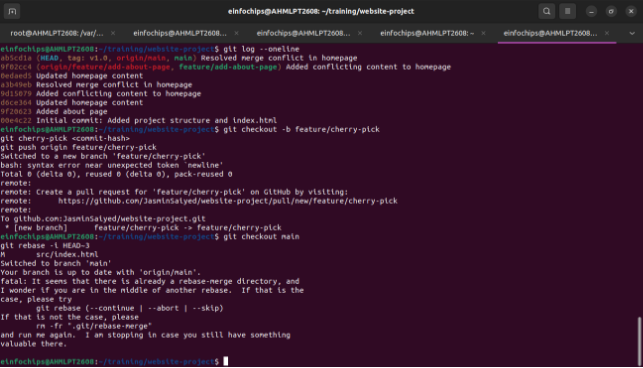 einfochips@AHMLPT2608: ~/training/website-project
root@AHMLPT2608: /var/...
einfochips@AHMLPT2608...
einfochips@AHMLPT2608...
einfochips@AHMLPT2608: ~
einfochips@AHMLPT2608...
einfochips@AHMLPT2608:~/training/website-project$ git log --oneline
ab5cd1a (HEAD, tag: v1.0, origin/main, main) Resolved merge conflict in homepage
9f02cc4 (origin/feature/add-about-page, feature/add-about-page) Added conflicting content to homepage
0edaed5 Updated homepage content
a3b49eb Resolved merge conflict in homepage
9d15079 Added conflicting content to homepage
d6ce364 Updated homepage content
9f20623 Added about page
00e4c22 Initial commit: Added project structure and index.html
einfochips@AHMLPT2608:~/training/website-project$ git checkout -b feature/cherry-pick
git cherry-pick <commit-hash>
git push origin feature/cherry-pick
Switched to a new branch 'feature/cherry-pick'
bash: syntax error near unexpected token `newline'
Total 0 (delta 0), reused 0 (delta 0), pack-reused 0
remote:
remote: Create a pull request for 'feature/cherry-pick' on GitHub by visiting:
remote:      https://github.com/JasminSaiyed/website-project/pull/new/feature/cherry-pick
remote:
To github.com:JasminSaiyed/website-project.git
 * [new branch]      feature/cherry-pick -> feature/cherry-pick
einfochips@AHMLPT2608:~/training/website-project$ git checkout main
git rebase -i HEAD~3
M       src/index.html
Switched to branch 'main'
Your branch is up to date with 'origin/main'.
fatal: It seems that there is already a rebase-merge directory, and
I wonder if you are in the middle of another rebase.  If that is the
case, please try
        git rebase (--continue | --abort | --skip)
If that is not the case, please
        rm -fr ".git/rebase-merge"
and run me again.  I am stopping in case you still have something
valuable there.
einfochips@AHMLPT2608:~/training/website-project$